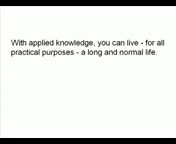 With applied knowledge, you can live - for all
practical purposes - a long and normal life.